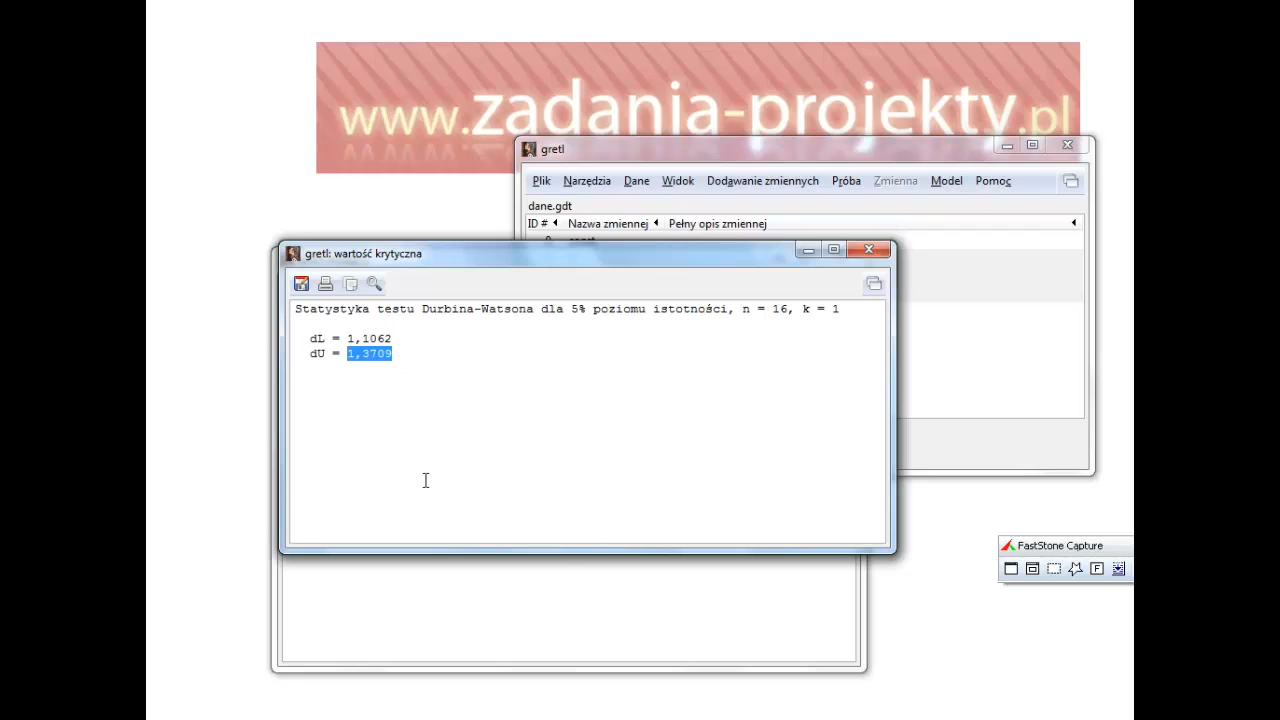 www.zadania-projekty.pl
gretl
Plik Narzędzia Dane Widok Dodawanie zmiennych Próba Zmienna Model Pomoc
dane.gdt
ID # Nazwa zmiennej Pełny opis zmiennej
gretl: wartość krytyczna
Statystyka testu Durbina-Watsona dla 5% poziomu istotności, n = 16, k = 1
dL = 1,1062
dU = 1,3709
FastStone Capture